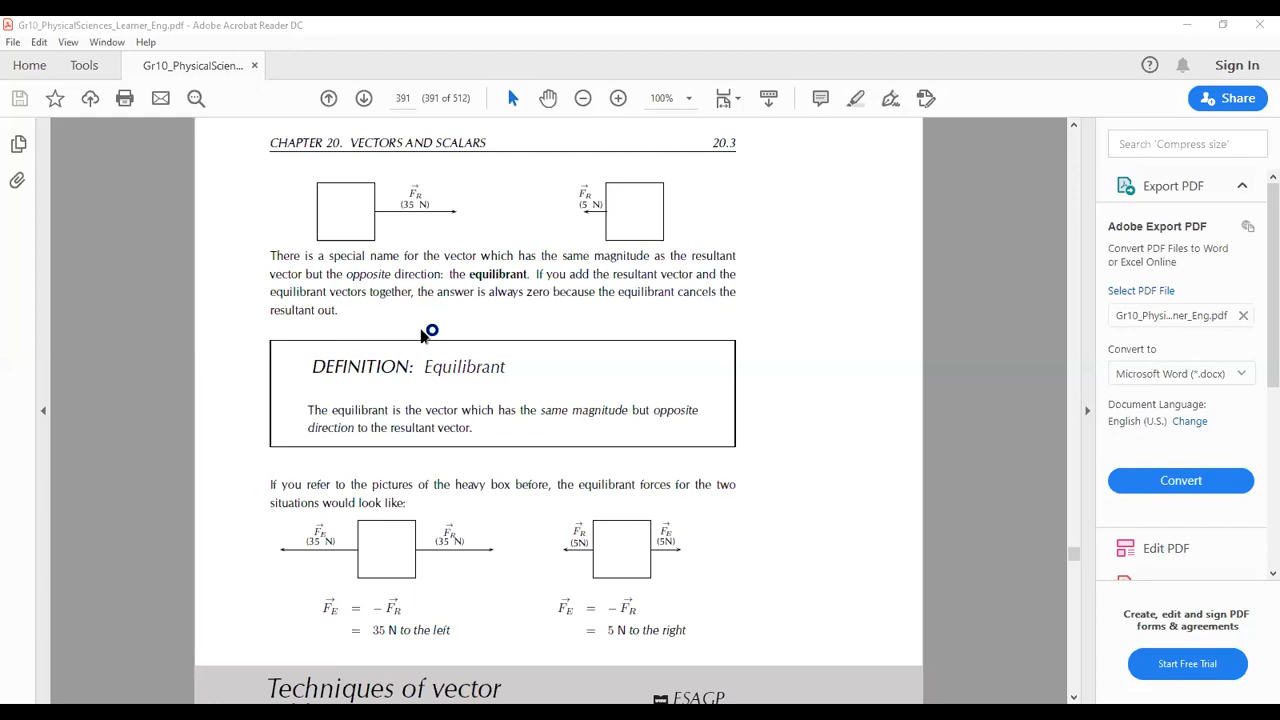 Gr10_PhysicalSciences_Learner_Eng.pdf - Adobe Acrobat Reader DC
File Edit View Window Help
Home Tools Gr10_PhysicalScien... × Sign In
391 (391 of 512) 100% Share
CHAPTER 20. VECTORS AND SCALARS 20.3
F⃗R F⃗R
(35 N) (5 N)
There is a special name for the vector which has the same magnitude as the resultant
vector but the opposite direction: the equilibrant. If you add the resultant vector and the
equilibrant vectors together, the answer is always zero because the equilibrant cancels the
resultant out.
DEFINITION: Equilibrant
The equilibrant is the vector which has the same magnitude but opposite
direction to the resultant vector.
If you refer to the pictures of the heavy box before, the equilibrant forces for the two
situations would look like:
F⃗E F⃗R F⃗R F⃗E
(35 N) (35 N) (5N) (5N)
F⃗E = −F⃗R F⃗E = −F⃗R
= 35 N to the left = 5 N to the right
Techniques of vector
ESAGP
Search 'Compress size'
Export PDF
Adobe Export PDF
Convert PDF Files to Word
or Excel Online
Select PDF File
Gr10_Physi...ner_Eng.pdf ×
Convert to
Microsoft Word (*.docx)
Document Language:
English (U.S.) Change
Convert
Edit PDF
Create, edit and sign PDF
forms & agreements
Start Free Trial